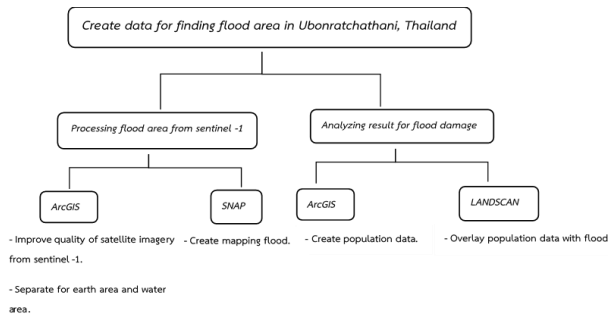 Create data for finding flood area in Ubonratchathani, Thailand
Processing flood area from sentinel -1
Analyzing result for flood damage
ArcGIS
SNAP
ArcGIS
LANDSCAN
- Improve quality of satellite imagery
from sentinel -1.
- Separate for earth area and water
area.
- Create mapping flood.
- Create population data.
- Overlay population data with flood